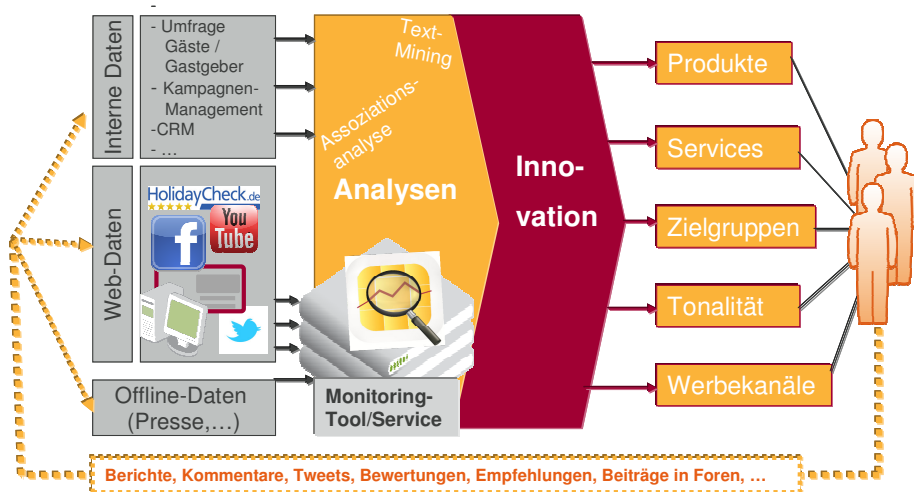 Interne Daten
-
- Umfrage
Gäste /
Gastgeber
- Kampagnen-
Management
-CRM
- …
Web-Daten
HolidayCheck.de
You
Tube
f
Offline-Daten
(Presse,…)
Text-
Mining
Assoziations-
analyse
Analysen
Monitoring-
Tool/Service
Inno-
vation
Produkte
Services
Zielgruppen
Tonalität
Werbekanäle
Berichte, Kommentare, Tweets, Bewertungen, Empfehlungen, Beiträge in Foren, …